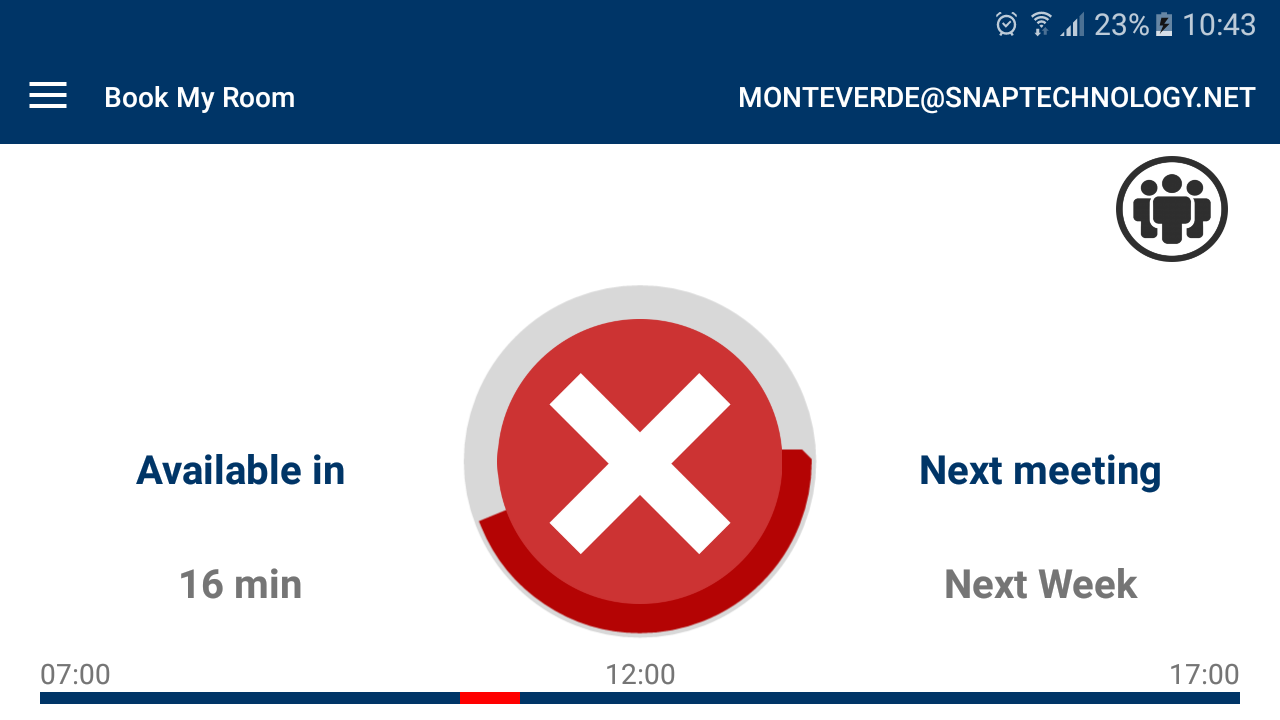 23% 10:43
Book My Room MONTEVERDE@SNAPTECHNOLOGY.NET
Available in
Next meeting
16 min
Next Week
07:00 12:00 17:00